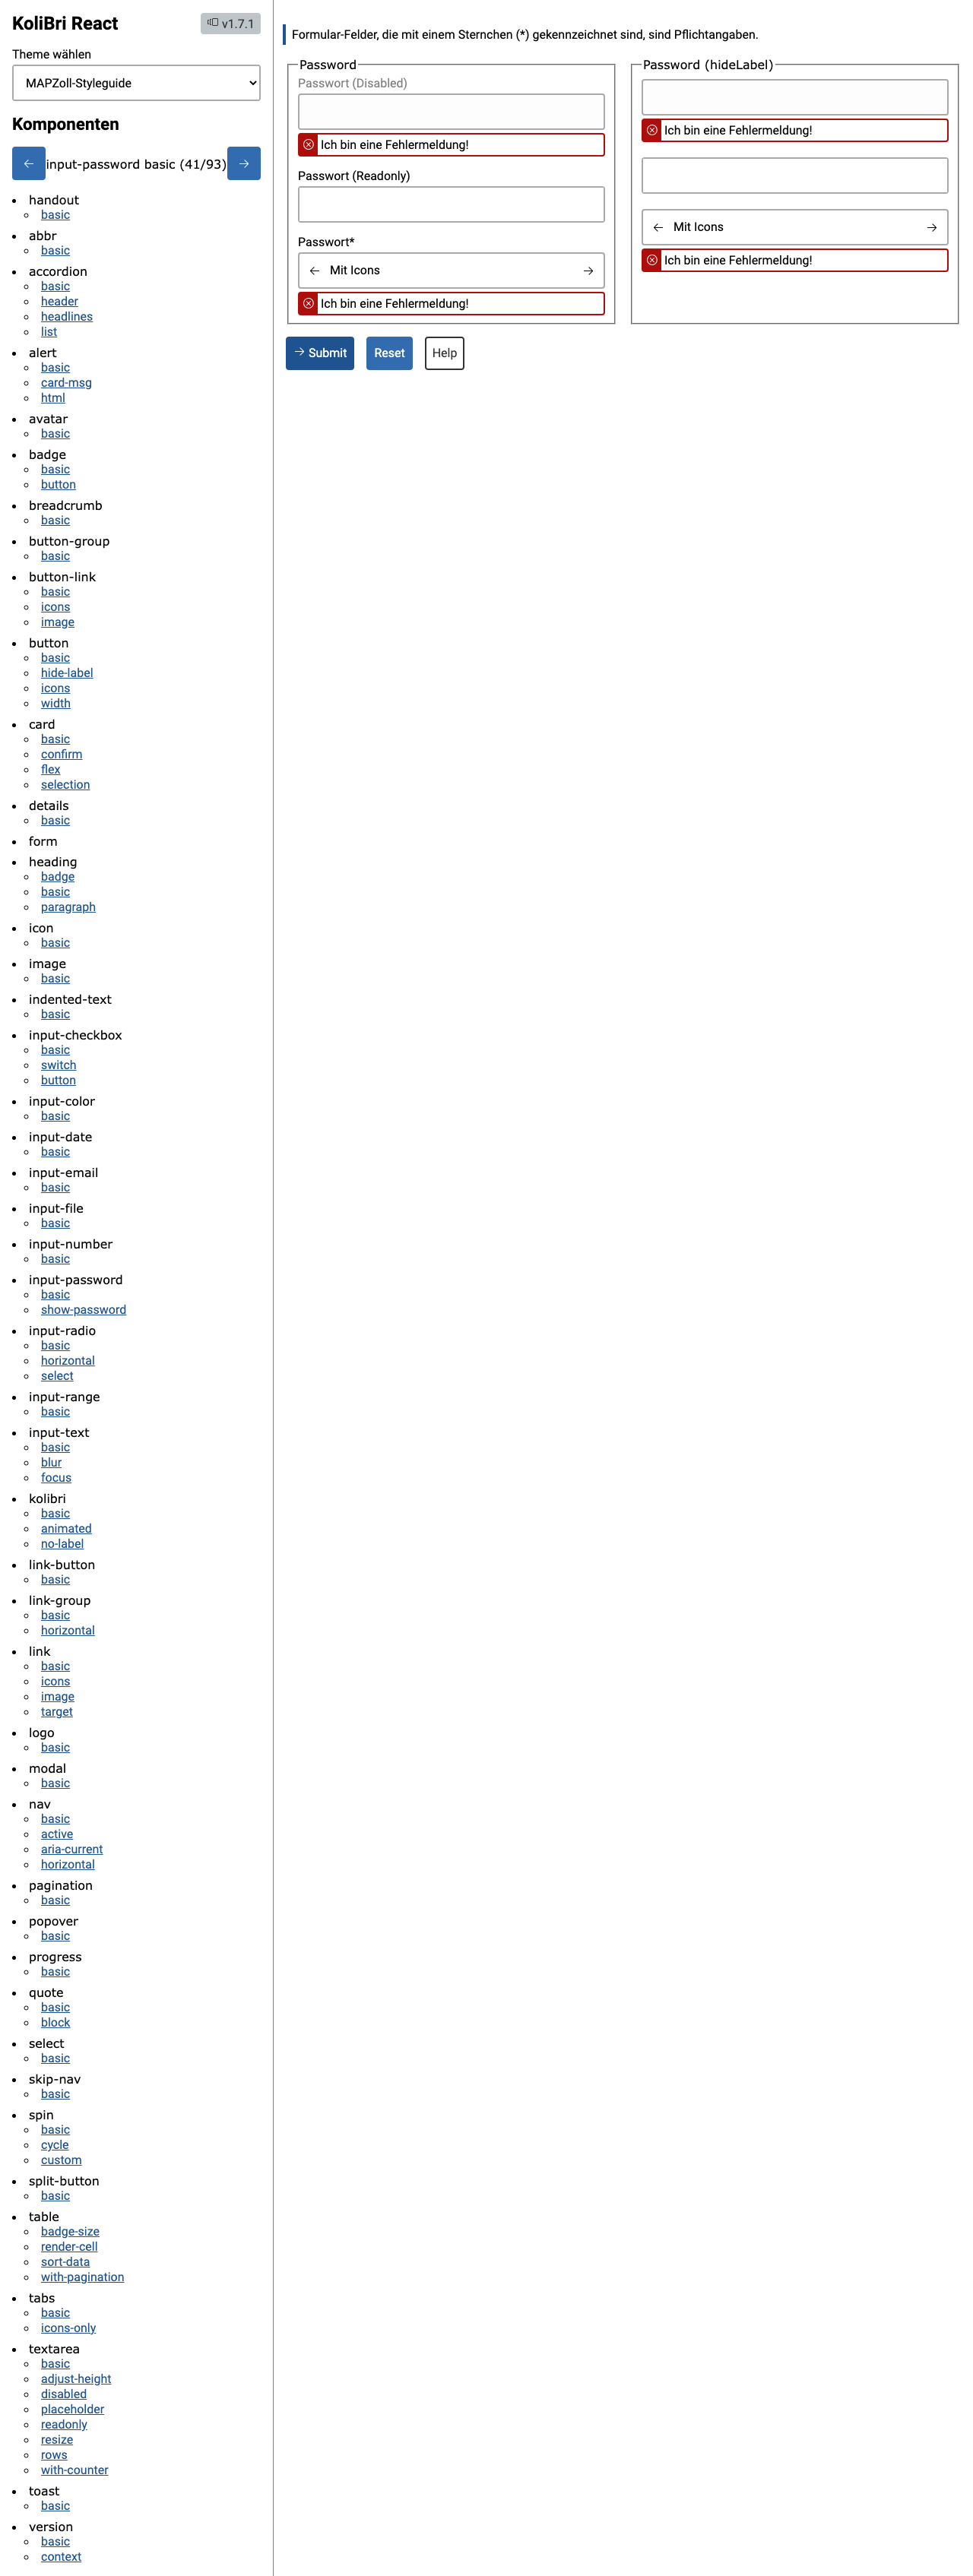 KoliBri React
v1.7.1
Theme wählen
MAPZoll-Styleguide
Komponenten
← input-password basic (41/93) →
handout
basic
abbr
basic
accordion
basic
header
headlines
list
alert
basic
card-msg
html
avatar
basic
badge
basic
button
breadcrumb
basic
button-group
basic
button-link
basic
icons
image
button
basic
hide-label
icons
width
card
basic
confirm
flex
selection
details
basic
form
heading
badge
basic
paragraph
icon
basic
image
basic
indented-text
basic
input-checkbox
basic
switch
button
input-color
basic
input-date
basic
input-email
basic
input-file
basic
input-number
basic
input-password
basic
show-password
input-radio
basic
horizontal
select
input-range
basic
input-text
basic
blur
focus
kolibri
basic
animated
no-label
link-button
basic
link-group
basic
horizontal
link
basic
icons
image
target
logo
basic
modal
basic
nav
basic
active
aria-current
horizontal
pagination
basic
popover
basic
progress
basic
quote
basic
block
select
basic
skip-nav
basic
spin
basic
cycle
custom
split-button
basic
table
badge-size
render-cell
sort-data
with-pagination
tabs
basic
icons-only
textarea
basic
adjust-height
disabled
placeholder
readonly
resize
rows
with-counter
toast
basic
version
basic
context
Formular-Felder, die mit einem Sternchen (*) gekennzeichnet sind, sind Pflichtangaben.
Password
Passwort (Disabled)
Ich bin eine Fehlermeldung!
Passwort (Readonly)
Passwort*
← Mit Icons →
Ich bin eine Fehlermeldung!
Password (hideLabel)
Ich bin eine Fehlermeldung!
← Mit Icons →
Ich bin eine Fehlermeldung!
→ Submit
Reset
Help